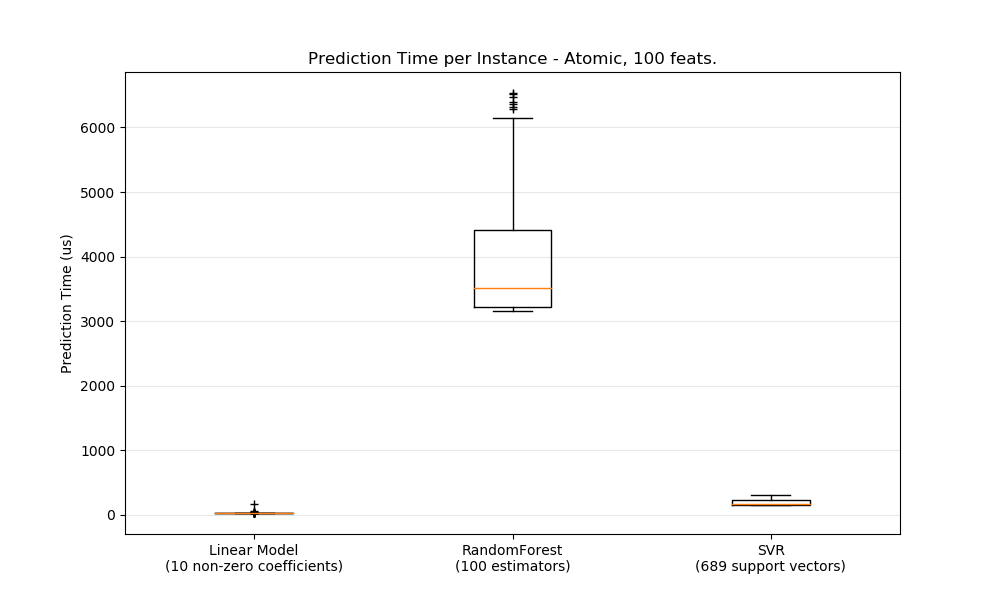 Prediction Time per Instance - Atomic, 100 feats.
Prediction Time (us)
6000
5000
4000
3000
2000
1000
0
Linear Model
(10 non-zero coefficients)
RandomForest
(100 estimators)
SVR
(689 support vectors)